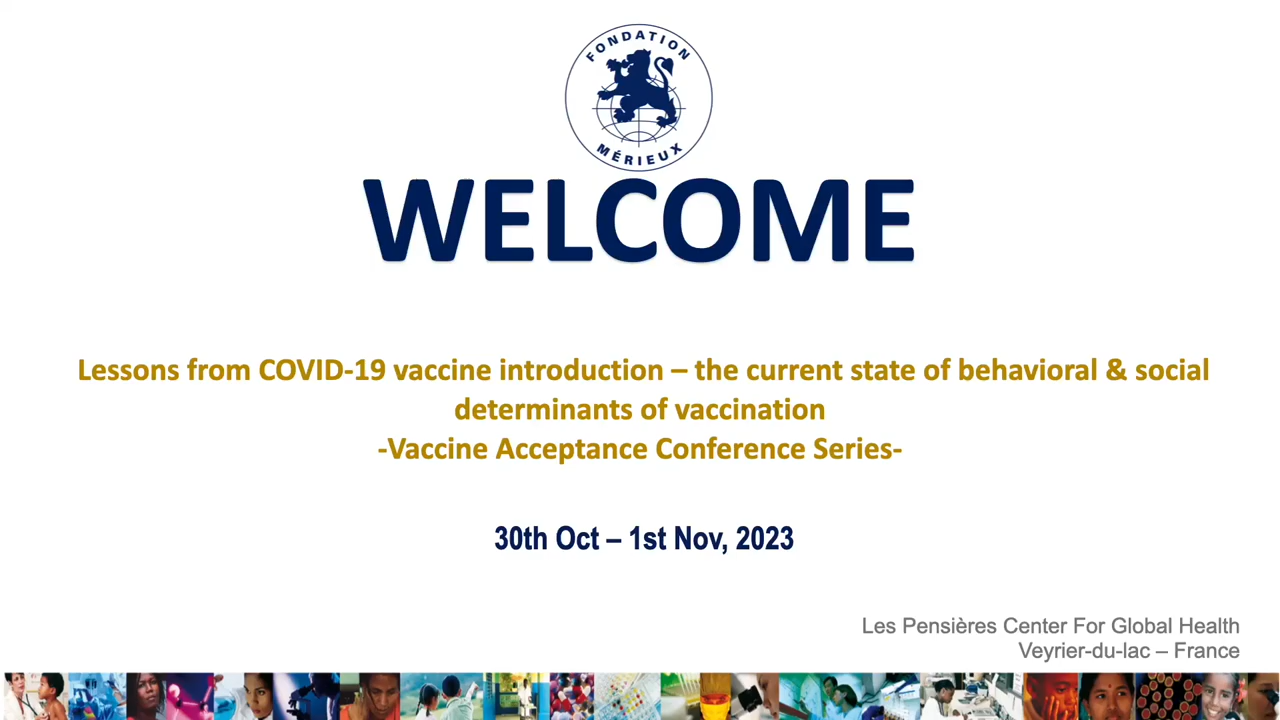 FONDATION
MÉRIEUX
WELCOME
Lessons from COVID-19 vaccine introduction – the current state of behavioral & social
determinants of vaccination
-Vaccine Acceptance Conference Series-
30th Oct – 1st Nov, 2023
Les Pensières Center For Global Health
Veyrier-du-lac – France